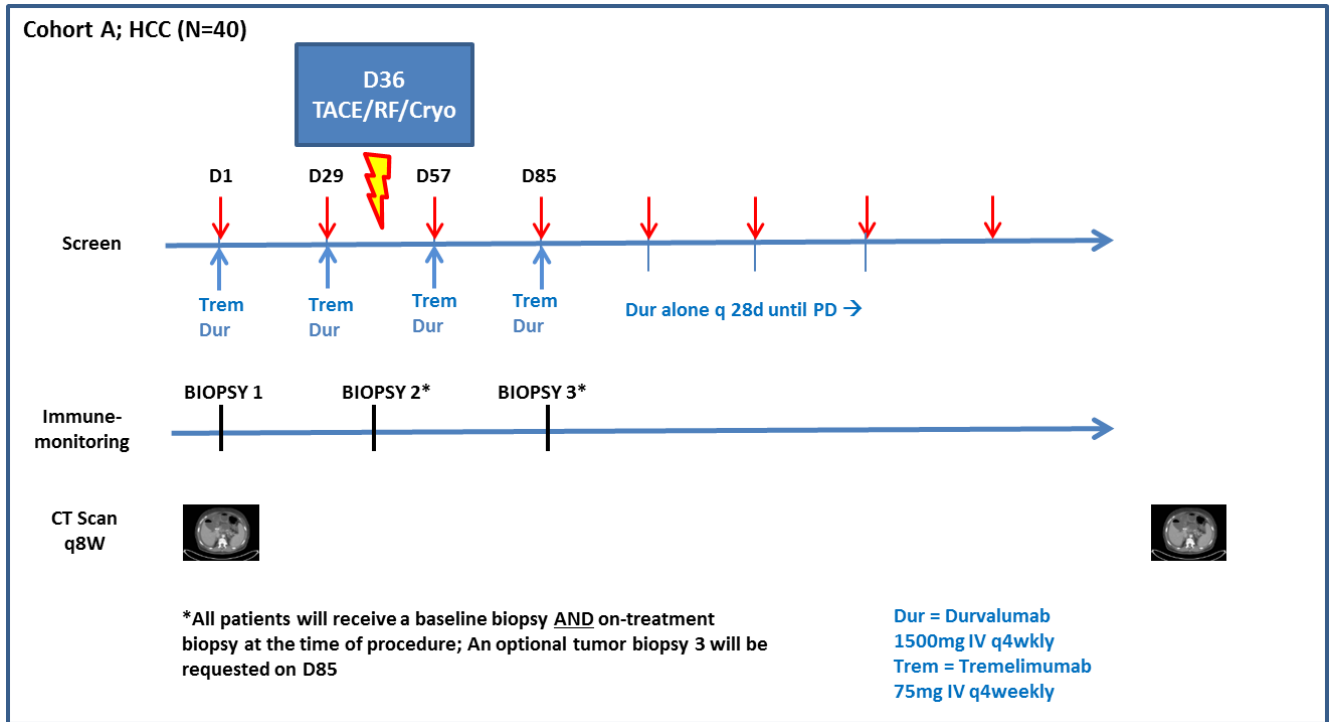 Cohort A; HCC (N=40)
D36
TACE/RF/Cryo
D1 D29 D57 D85
Screen
Trem Trem Trem Trem
Dur Dur Dur Dur
Dur alone q 28d until PD →
BIOPSY 1 BIOPSY 2* BIOPSY 3*
Immune-
monitoring
CT Scan
q8W
*All patients will receive a baseline biopsy AND on-treatment
biopsy at the time of procedure; An optional tumor biopsy 3 will be
requested on D85
Dur = Durvalumab
1500mg IV q4wkly
Trem = Tremelimumab
75mg IV q4weekly